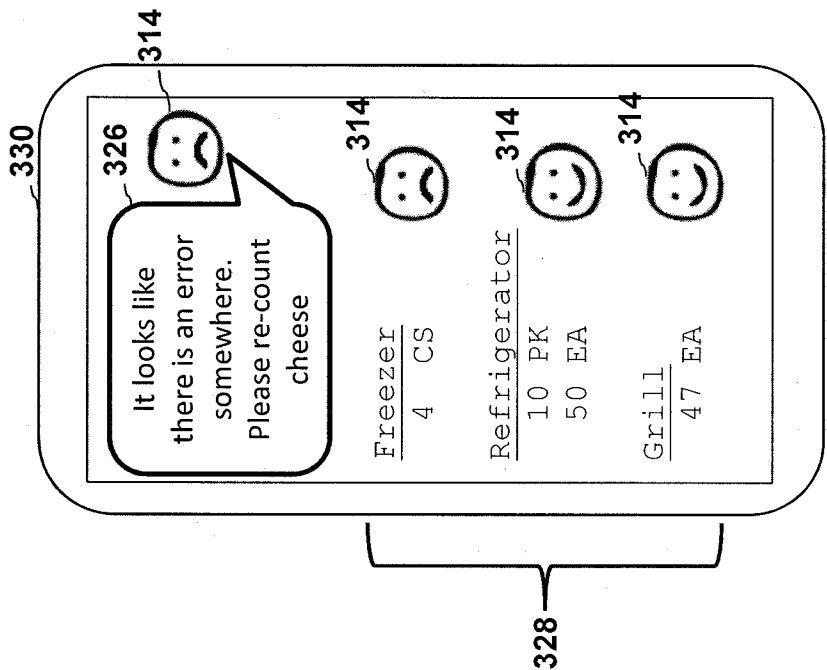 330
326
314
It looks like
there is an error
somewhere.
Please re-count
cheese
Freezer
314
4 CS
Refrigerator
314
10 PK
50 EA
Grill
314
47 EA
328